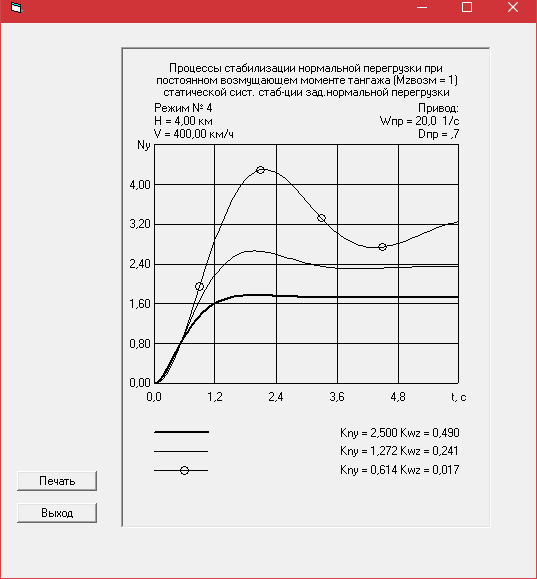 Процессы стабилизации нормальной перегрузки при
постоянном возмущающем моменте тангажа (Mzвозм = 1)
статической сист. стаб-ции зад.нормальной перегрузки
Режим № 4
H = 4,00 км
V = 400,00 км/ч
Привод:
Wпр = 20,0 1/с
Dпр = ,7
Ny
4,00
3,20
2,40
1,60
0,80
0,00
0,0 1,2 2,4 3,6 4,8 t, с
Kny = 2,500 Kwz = 0,490
Kny = 1,272 Kwz = 0,241
Kny = 0,614 Kwz = 0,017
Печать
Выход